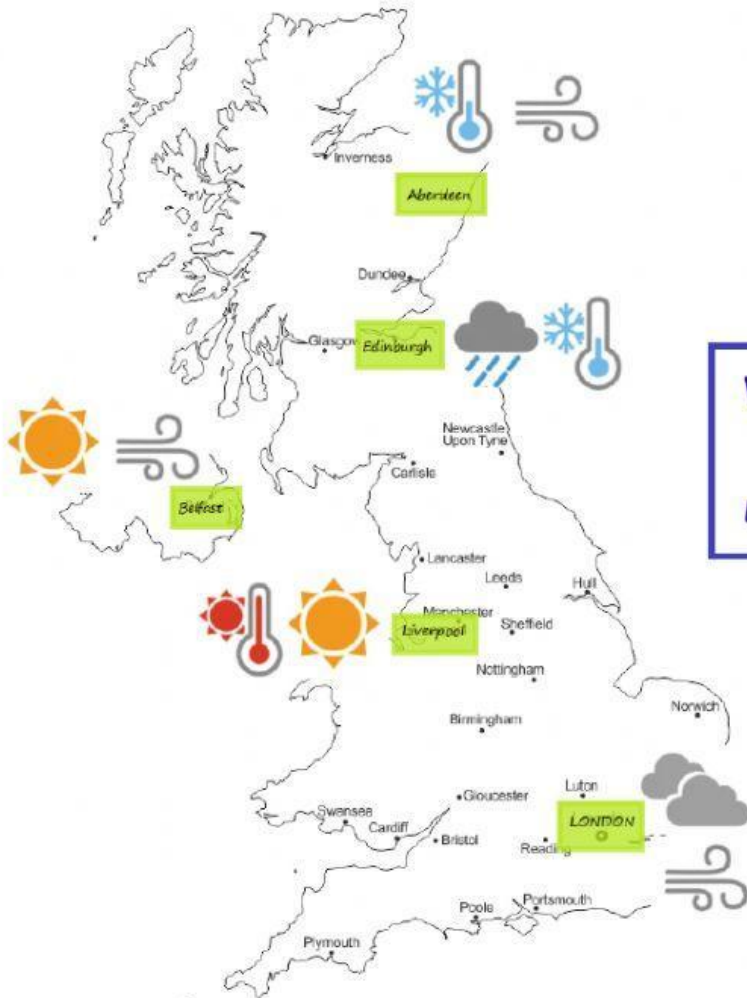 Inverness
Aberdeen
Dundee
Glasgow
Edinburgh
Newcastle
Upon Tyne
Carlisle
Belfast
Lancaster
Leeds
Hull
Manchester
Liverpool
Sheffield
Nottingham
Norwich
Birmingham
Gloucester
Luton
Swansea
LONDON
Cardiff
Bristol
Reading
Portsmouth
Poole
Plymouth